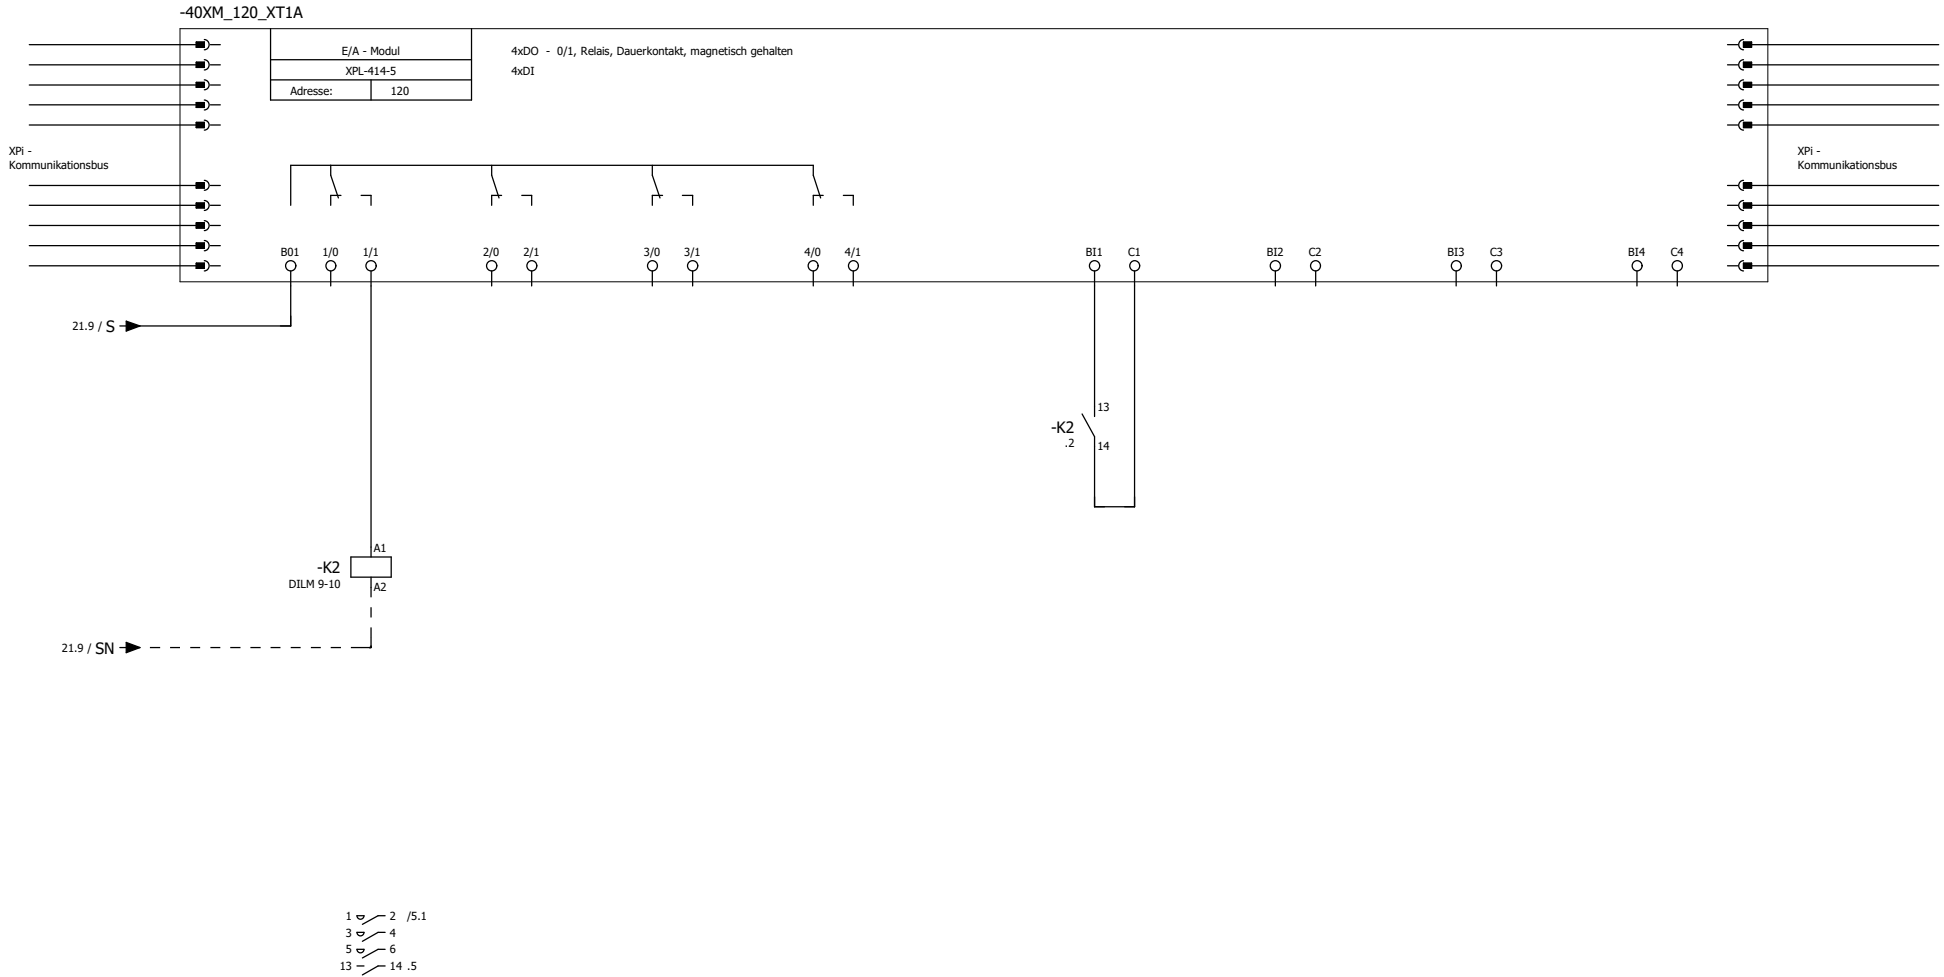 -40XM_120_XT1A
E/A - Modul
XPL-414-5
Adresse: 120
4xDO - 0/1, Relais, Dauerkontakt, magnetisch gehalten
4xDI
XPi -
Kommunikationsbus
XPi -
Kommunikationsbus
B01 1/0 1/1 2/0 2/1 3/0 3/1 4/0 4/1 BI1 C1 BI2 C2 BI3 C3 BI4 C4
21.9 / S
13
-K2
.2
14
A1
-K2
DILM 9-10
A2
21.9 / SN
1 2 /5.1
3 4
5 6
13 14 .5